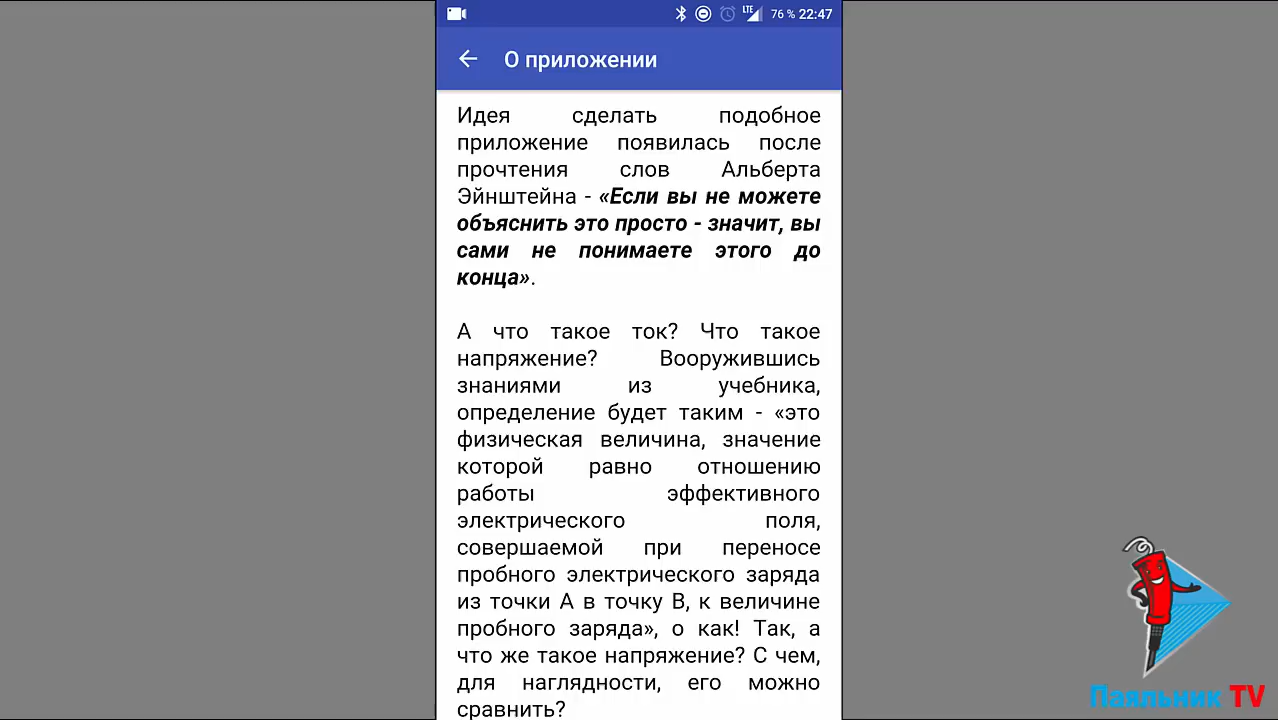 LTE 76 % 22:47
О приложении
Идея сделать подобное
приложение появилась после
прочтения слов Альберта
Эйнштейна - «Если вы не можете
объяснить это просто - значит, вы
сами не понимаете этого до
конца».
А что такое ток? Что такое
напряжение? Вооружившись
знаниями из учебника,
определение будет таким - «это
физическая величина, значение
которой равно отношению
работы эффективного
электрического поля,
совершаемой при переносе
пробного электрического заряда
из точки А в точку В, к величине
пробного заряда», о как! Так, а
что же такое напряжение? С чем,
для наглядности, его можно
сравнить?
Паяльник TV